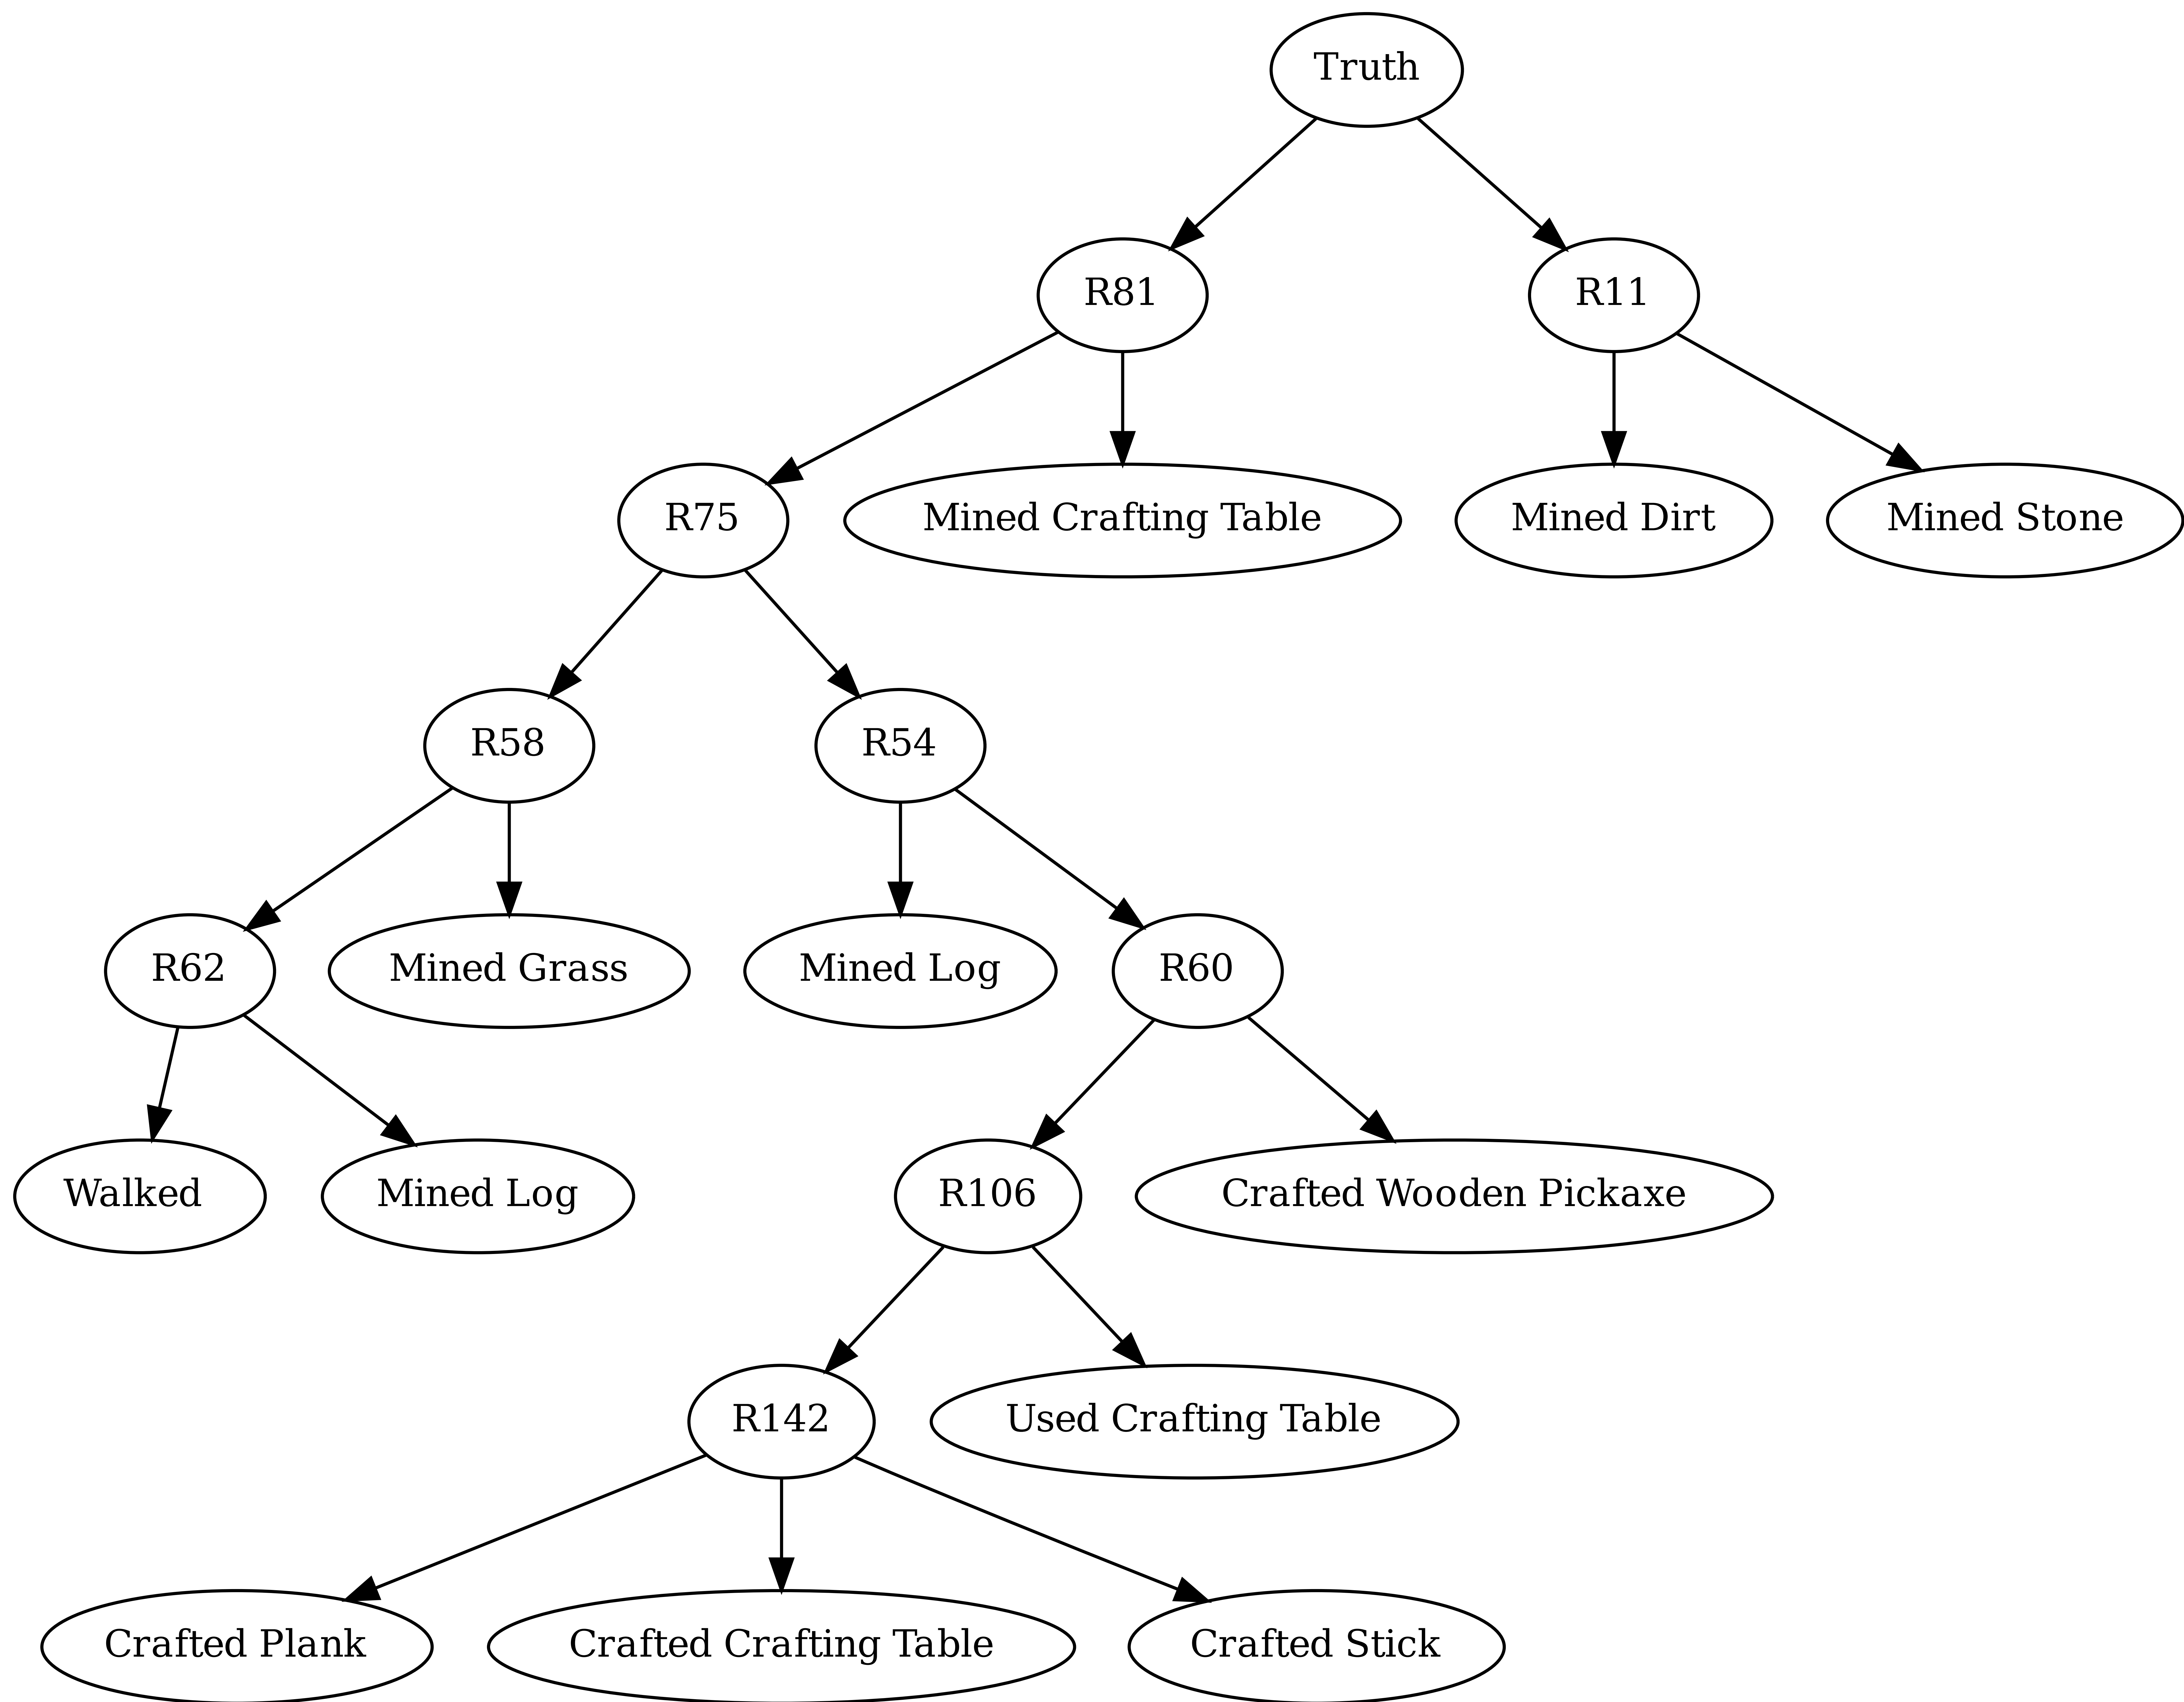 Truth
R81
R11
R75
Mined Crafting Table
Mined Dirt
Mined Stone
R58
R54
R62
Mined Grass
Mined Log
R60
Walked
Mined Log
R106
Crafted Wooden Pickaxe
R142
Used Crafting Table
Crafted Plank
Crafted Crafting Table
Crafted Stick